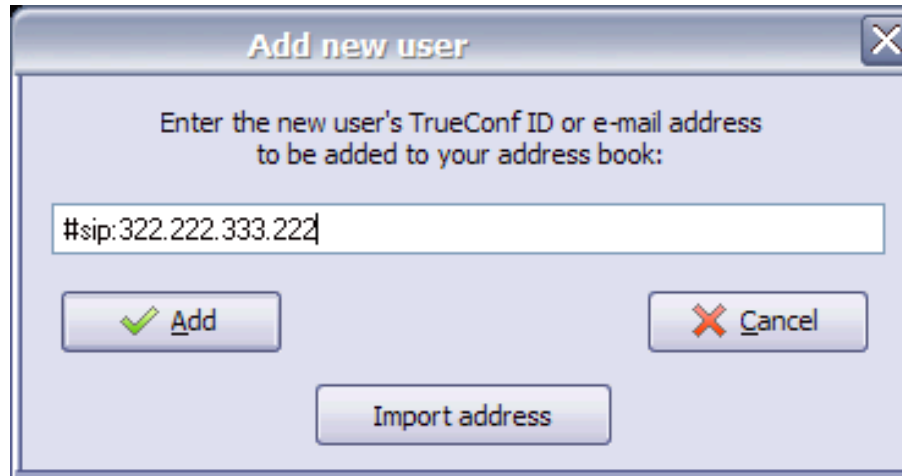 Add new user
Enter the new user's TrueConf ID or e-mail address
to be added to your address book:
#sip:322.222.333.222
Add
Cancel
Import address